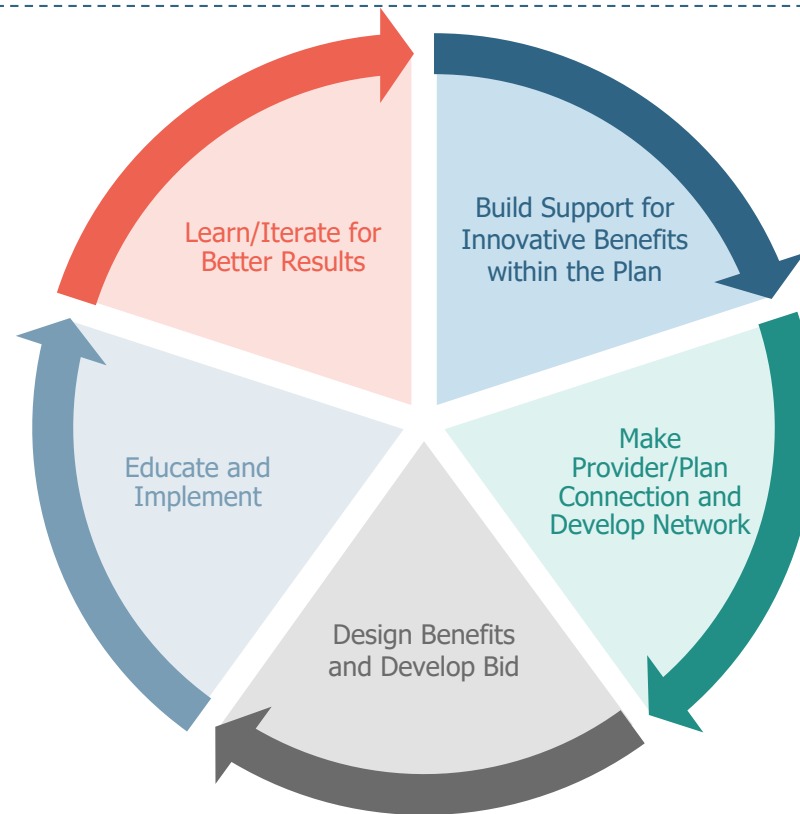 Build Support for
Innovative Benefits
within the Plan
Make
Provider/Plan
Connection and
Develop Network
Design Benefits
and Develop Bid
Educate and
Implement
Learn/Iterate for
Better Results